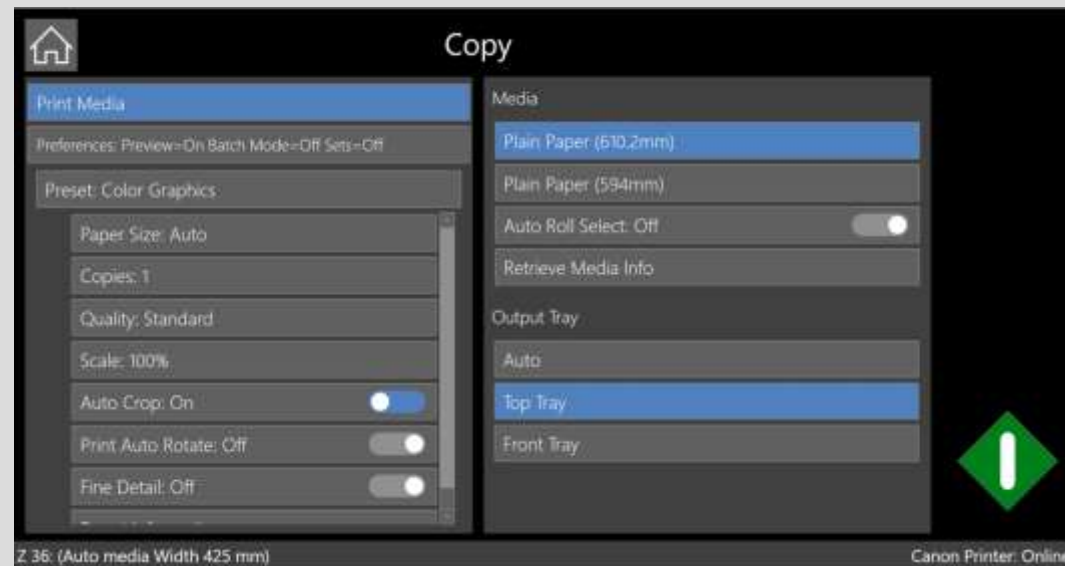 Copy
Print Media
Preferences: Preview=On Batch Mode=Off Sets=Off
Preset: Color Graphics
Paper Size: Auto
Copies: 1
Quality: Standard
Scale: 100%
Auto Crop: On
Print Auto Rotate: Off
Fine Detail: Off
Media
Plain Paper (610.2mm)
Plain Paper (594mm)
Auto Roll Select: Off
Retrieve Media Info
Output Tray
Auto
Top Tray
Front Tray
Z 36: (Auto media Width 425 mm)
Canon Printer: Online